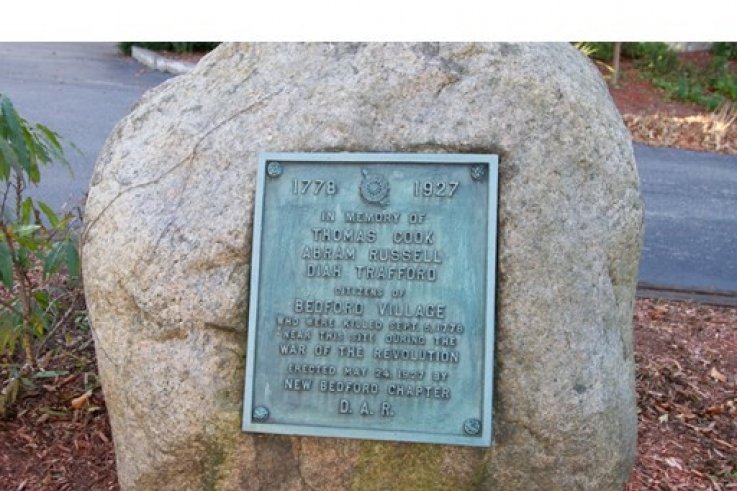 1778 1927
IN MEMORY OF
THOMAS COOK
ABRAM RUSSELL
DIAH TRAFFORD
CITIZENS OF
BEDFORD VILLAGE
WHO WERE KILLED SEPT. 5, 1778
NEAR THIS SITE DURING THE
WAR OF THE REVOLUTION
ERECTED MAY 24, 1927 BY
NEW BEDFORD CHAPTER
D. A. R.